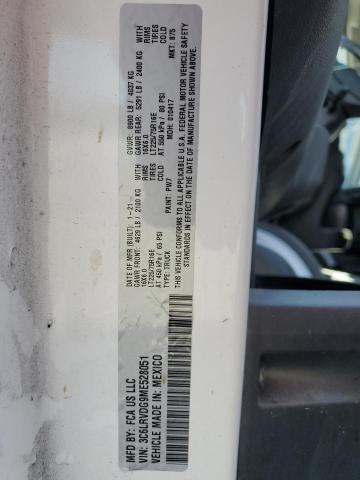 MFD BY: FCA US LLC
VIN: 3C6LRVDG9ME528051
VEHICLE MADE IN: MEXICO
DATE OF MFR (BUILT): 1-21
GAWR FRONT: 4629 LB / 2100 KG WITH
16X6.0 RIMS
LT225/75R16E TIRES
AT 450 kPa / 65 PSI COLD
TYPE: TRUCK PAINT: PW7
GVWR: 8900 LB / 4037 KG
GAWR REAR: 5291 LB / 2400 KG WITH
16X6.0 RIMS
LT225/75R16E TIRES
AT 550 kPa / 80 PSI COLD
MDH: 010417 MKT: B75
THIS VEHICLE CONFORMS TO ALL APPLICABLE U.S.A. FEDERAL MOTOR VEHICLE SAFETY
STANDARDS IN EFFECT ON THE DATE OF MANUFACTURE SHOWN ABOVE.